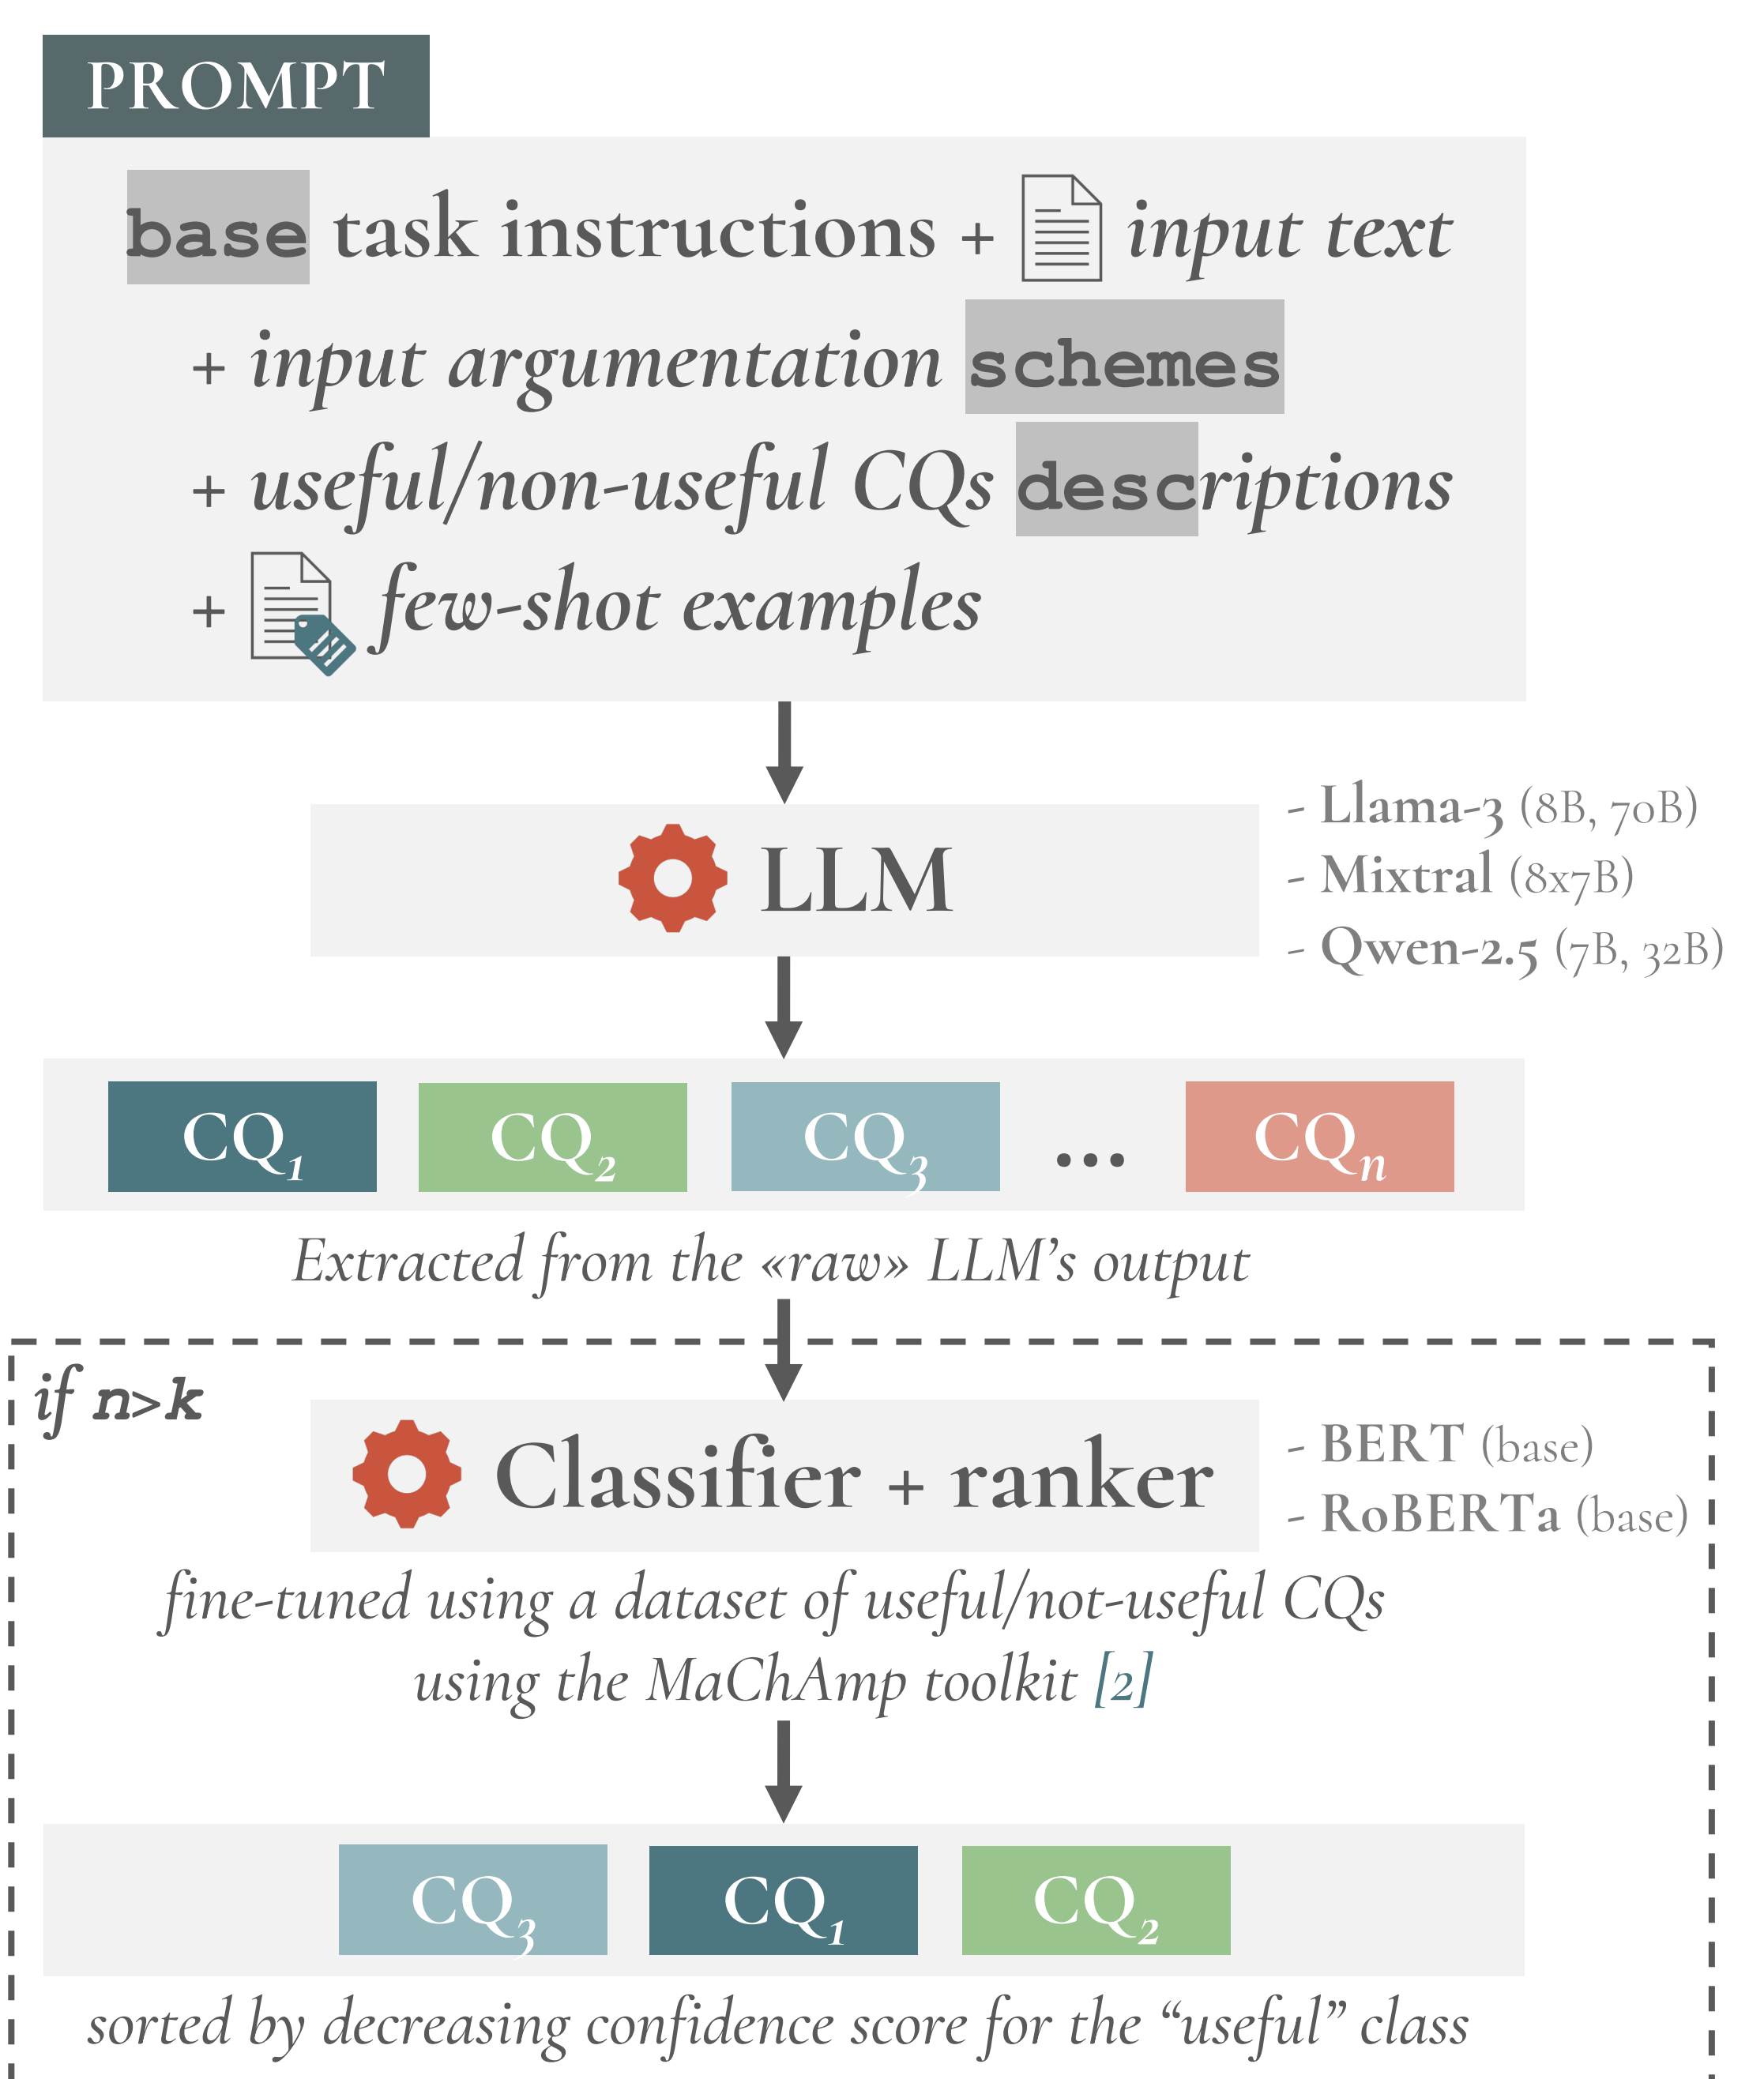 PROMPT
base task instructions + input text
+ input argumentation schemes
+ useful/non-useful CQs descriptions
+ few-shot examples
LLM
- Llama-3 (8B, 70B)
- Mixtral (8x7B)
- Qwen-2.5 (7B, 32B)
CQ1 CQ2 CQ3 ... CQn
Extracted from the «raw» LLM's output
if n>k
Classifier + ranker
- BERT (base)
- RoBERTa (base)
fine-tuned using a dataset of useful/not-useful CQs
using the MaChAmp toolkit [2]
CQ3 CQ1 CQ2
sorted by decreasing confidence score for the “useful” class